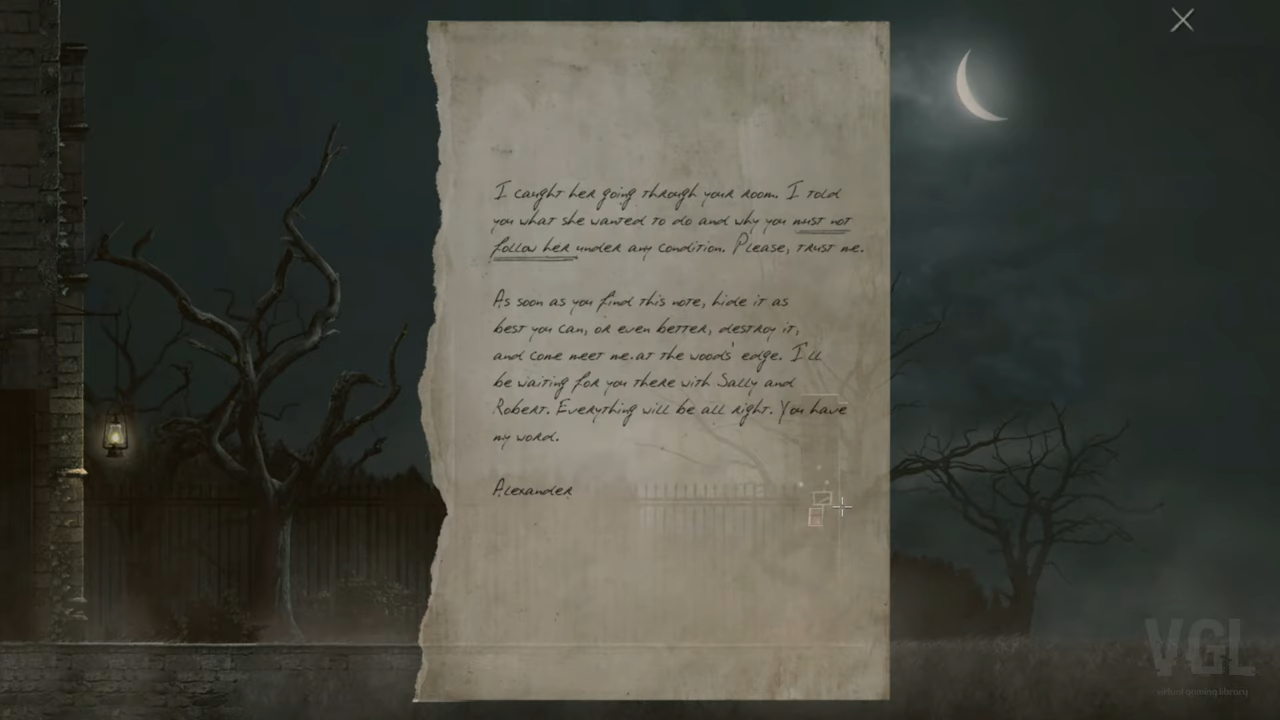 I caught her going through your room. I told
you what she wanted to do and why you must not
follow her under any condition. Please, trust me.
As soon as you find this note, hide it as
best you can, or even better, destroy it,
and come meet me at the woods' edge. I'll
be waiting for you there with Sally and
Robert. Everything will be all right. You have
my word.
Alexander
VGL
virtual gaming library